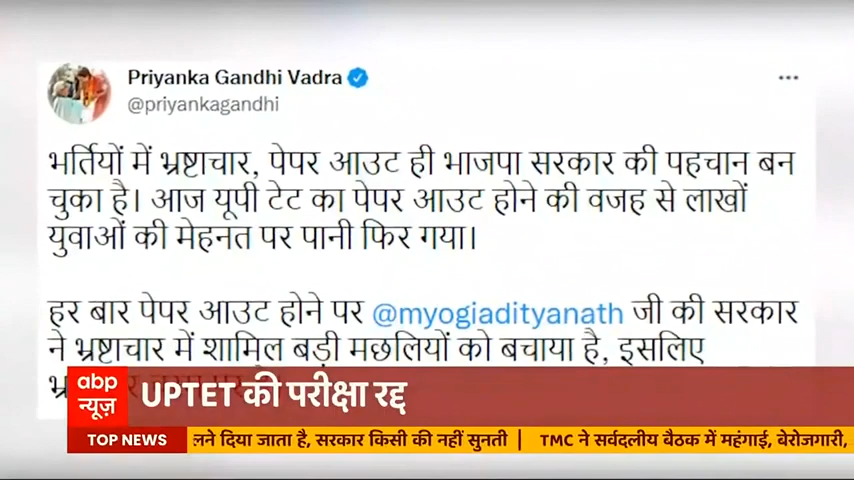 Priyanka Gandhi Vadra
@priyankagandhi
भर्तियों में भ्रष्टाचार, पेपर आउट ही भाजपा सरकार की पहचान बन
चुका है। आज यूपी टेट का पेपर आउट होने की वजह से लाखों
युवाओं की मेहनत पर पानी फिर गया।
हर बार पेपर आउट होने पर @myogiadityanath जी की सरकार
ने भ्रष्टाचार में शामिल बड़ी मछलियों को बचाया है, इसलिए
abp
न्यूज़
UPTET की परीक्षा रद्द
TOP NEWS
लने दिया जाता है, सरकार किसी की नहीं सुनती | TMC ने सर्वदलीय बैठक में महंगाई, बेरोजगारी,